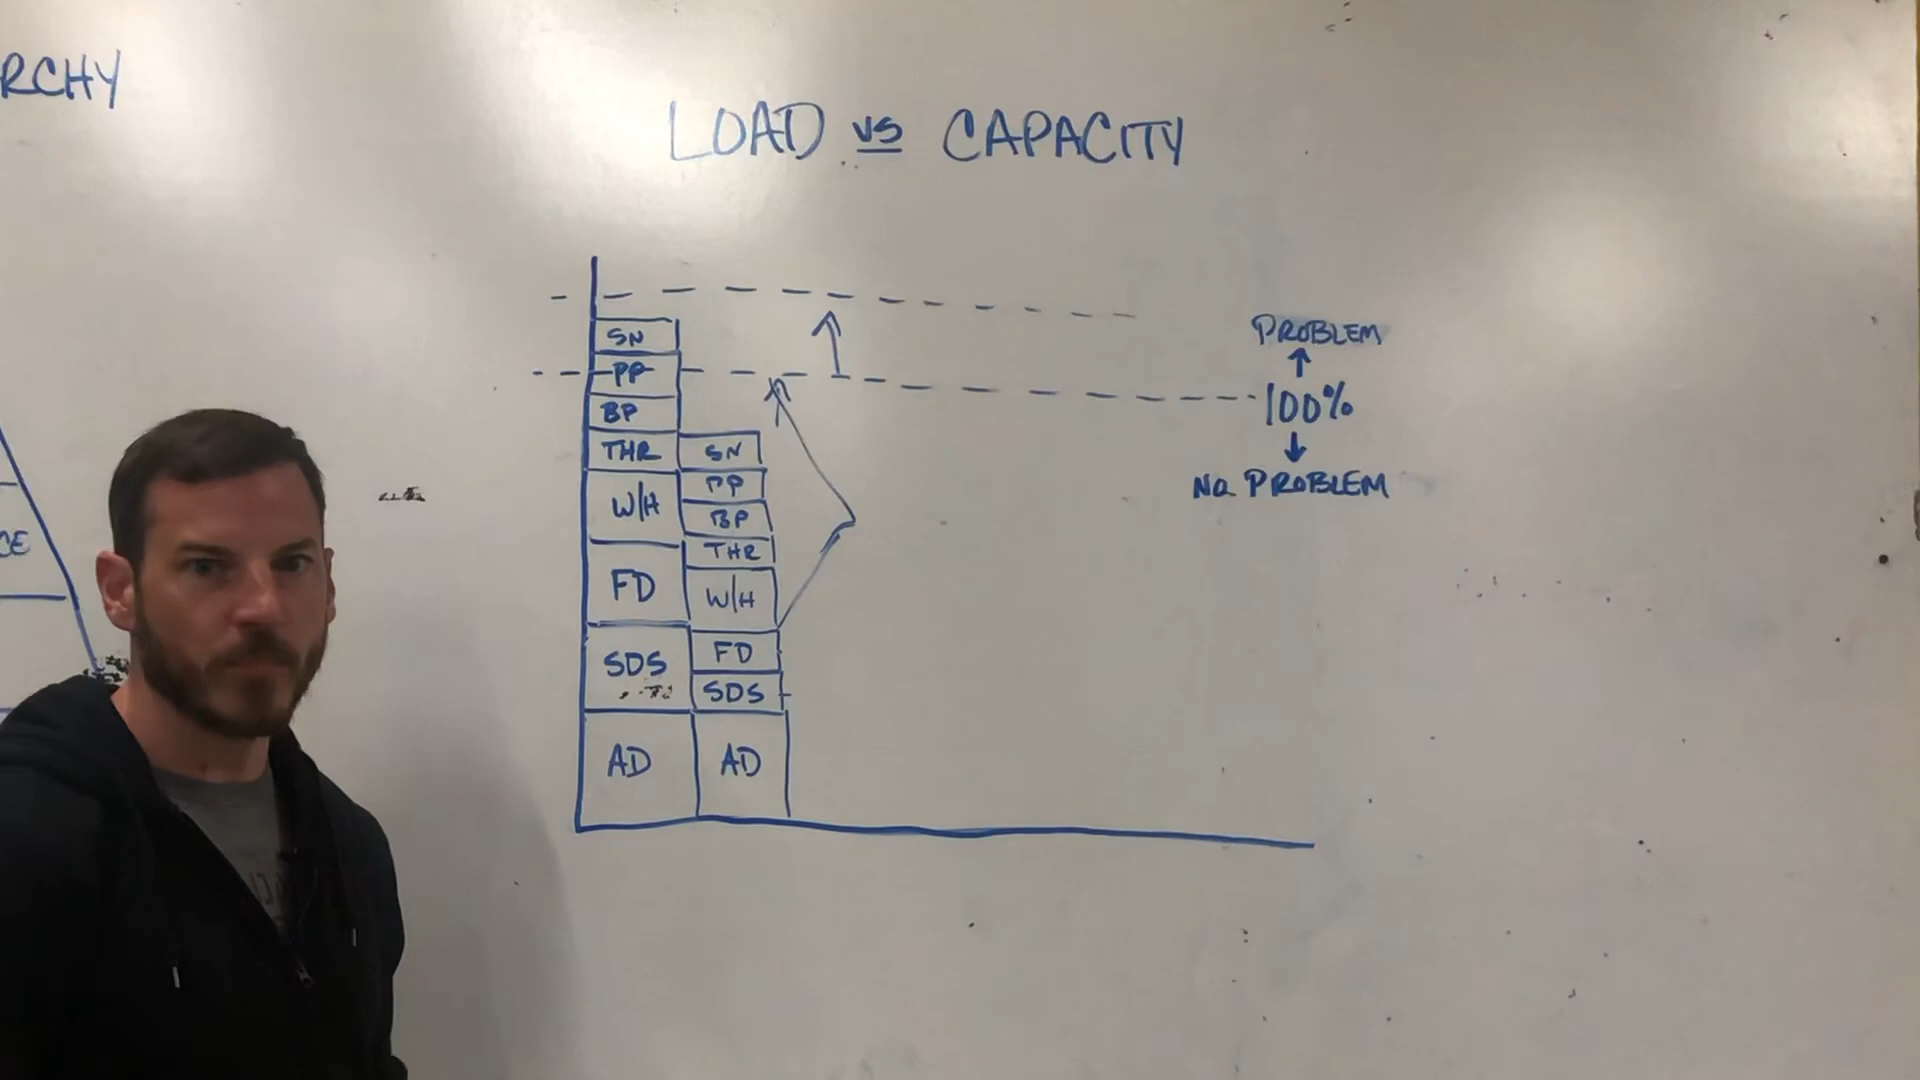 RCHY
LOAD vs CAPACITY
SN
PP
BP
THR
W/H
FD
SDS
AD
SN
PP
BP
THR
W/H
FD
SDS
AD
PROBLEM
100%
No PROBLEM
CE